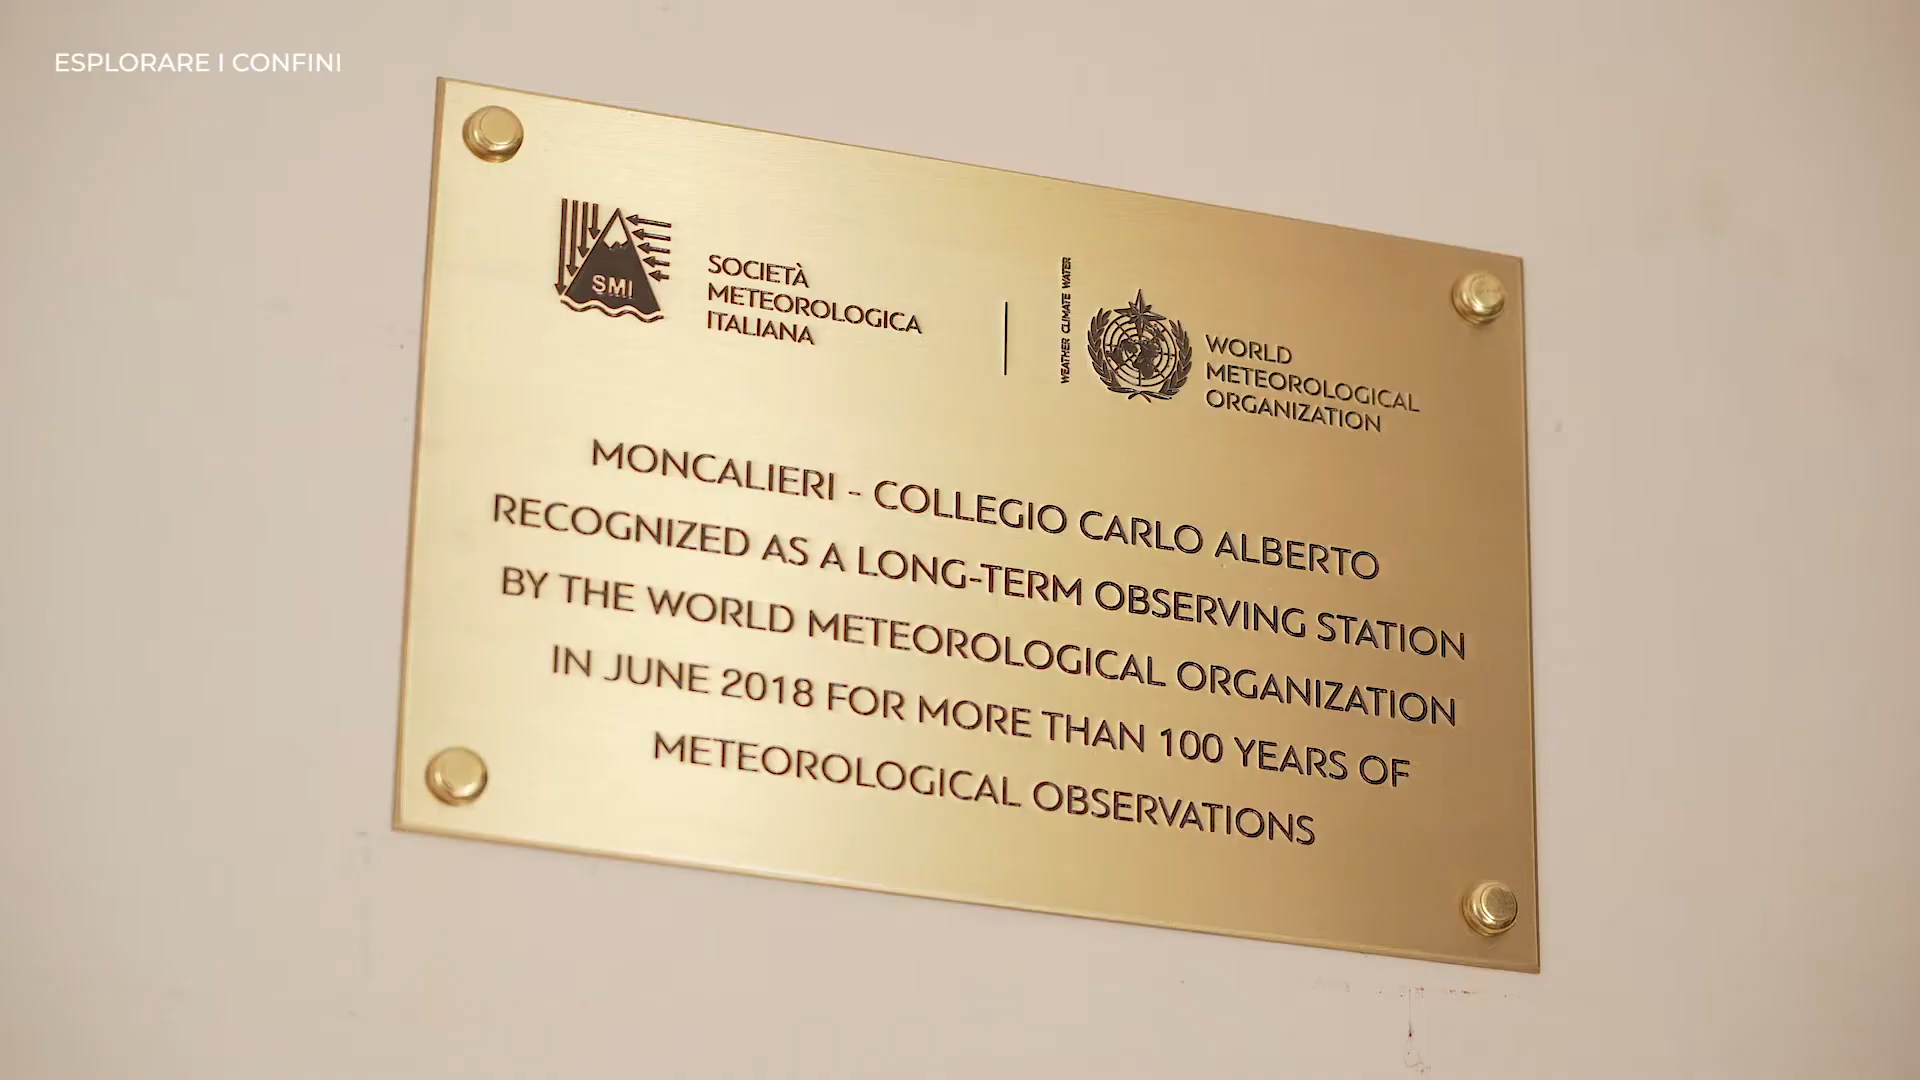 ESPLORARE I CONFINI
SMI
SOCIETÀ
METEOROLOGICA
ITALIANA
WEATHER CLIMATE WATER
WORLD
METEOROLOGICAL
ORGANIZATION
MONCALIERI - COLLEGIO CARLO ALBERTO
RECOGNIZED AS A LONG-TERM OBSERVING STATION
BY THE WORLD METEOROLOGICAL ORGANIZATION
IN JUNE 2018 FOR MORE THAN 100 YEARS OF
METEOROLOGICAL OBSERVATIONS